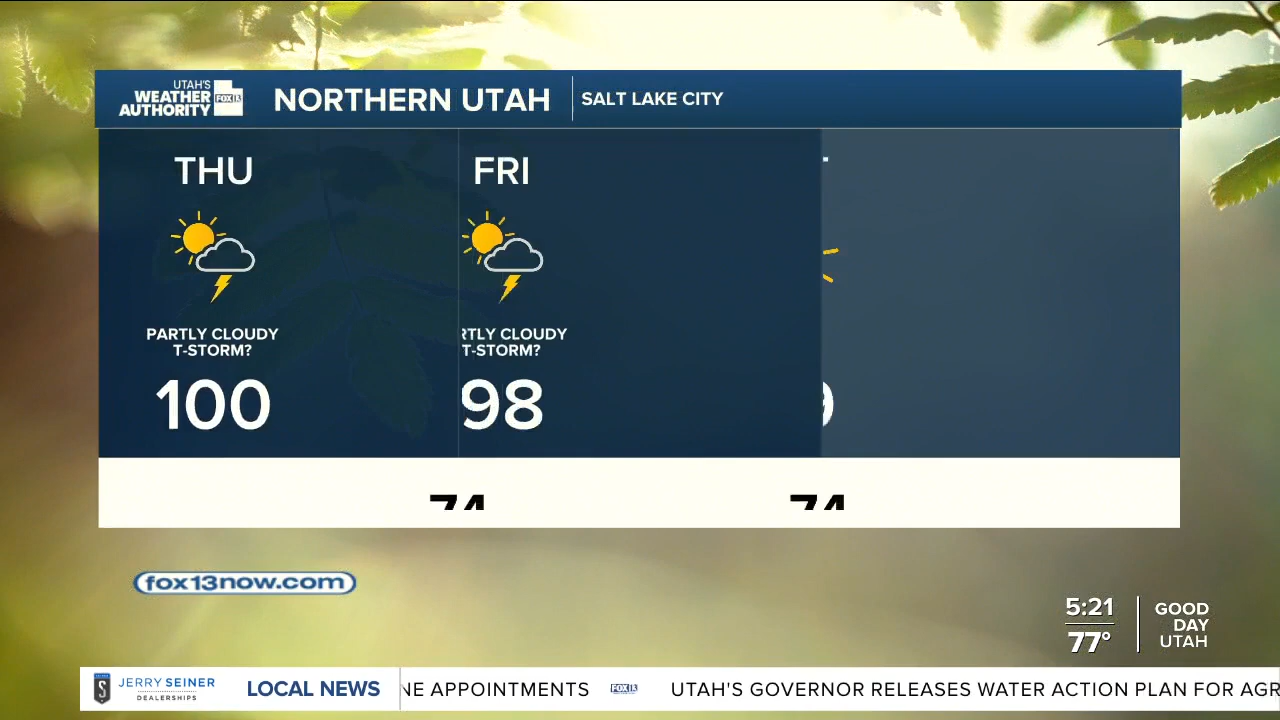 UTAH'S
WEATHER
AUTHORITY
FOX 13
NORTHERN UTAH
SALT LAKE CITY
THU
FRI
PARTLY CLOUDY
T-STORM?
RTLY CLOUDY
T-STORM?
100
98
74
74
fox13now.com
5:21
77°
GOOD
DAY
UTAH
JERRY SEINER
DEALERSHIPS
LOCAL NEWS
NE APPOINTMENTS FOX 13 UTAH'S GOVERNOR RELEASES WATER ACTION PLAN FOR AGR